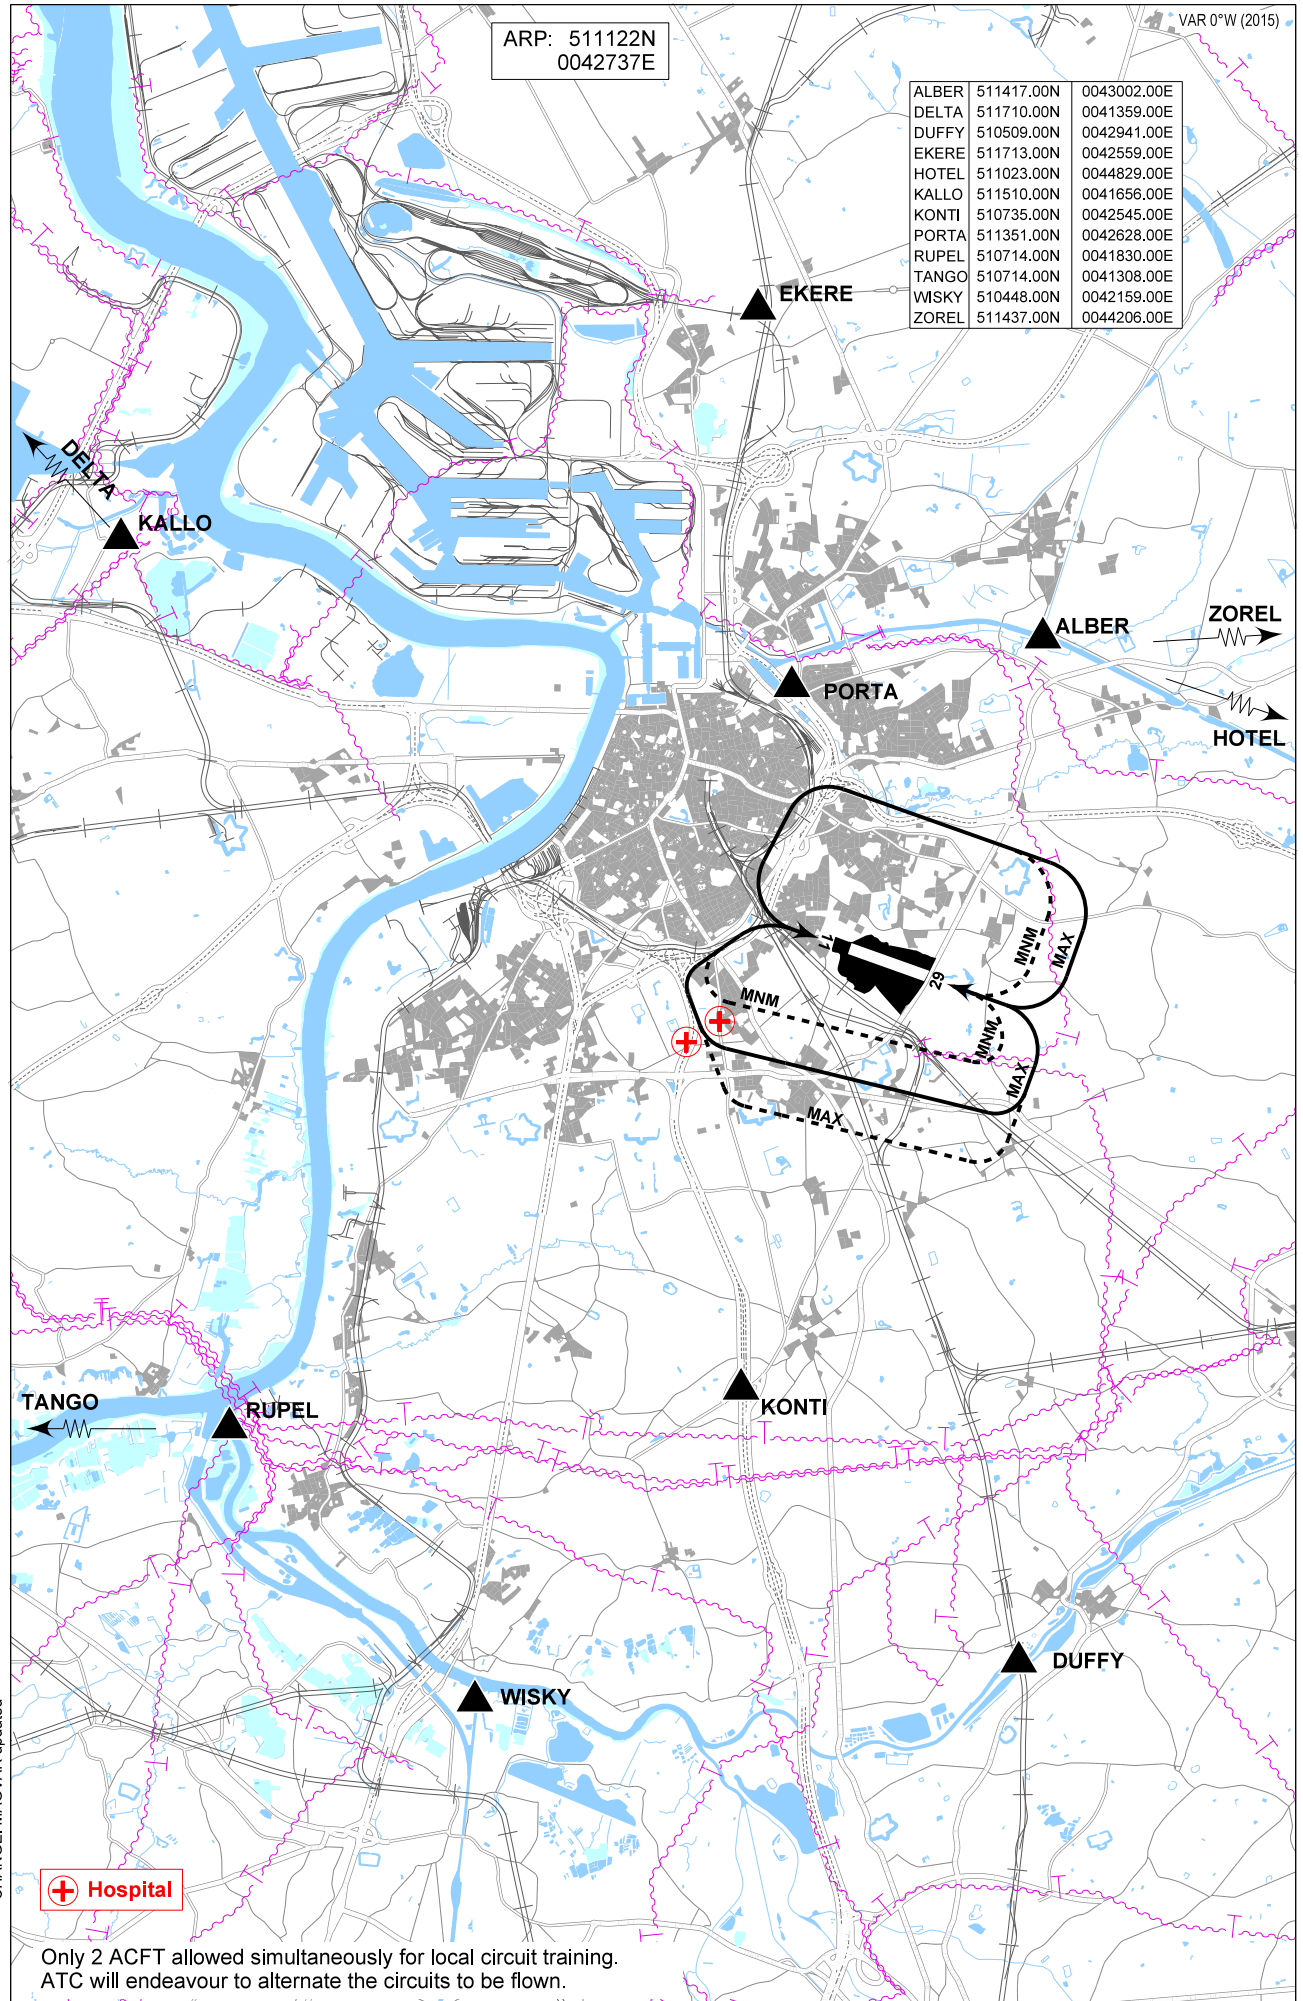 VAR 0°W (2015)
ARP: 511122N
0042737E
ALBER 511417.00N 0043002.00E
DELTA 511710.00N 0041359.00E
DUFFY 510509.00N 0042941.00E
EKERE 511713.00N 0042559.00E
HOTEL 511023.00N 0044829.00E
KALLO 511510.00N 0041656.00E
KONTI 510735.00N 0042545.00E
PORTA 511351.00N 0042628.00E
RUPEL 510714.00N 0041830.00E
TANGO 510714.00N 0041308.00E
WISKY 510448.00N 0042159.00E
ZOREL 511437.00N 0044206.00E
EKERE
DELTA
KALLO
ZOREL
ALBER
PORTA
HOTEL
11
29
MNM
MAX
MNM
MNM
MAX
MAX
TANGO
RUPEL
KONTI
DUFFY
WISKY
Hospital
Only 2 ACFT allowed simultaneously for local circuit training.
ATC will endeavour to alternate the circuits to be flown.